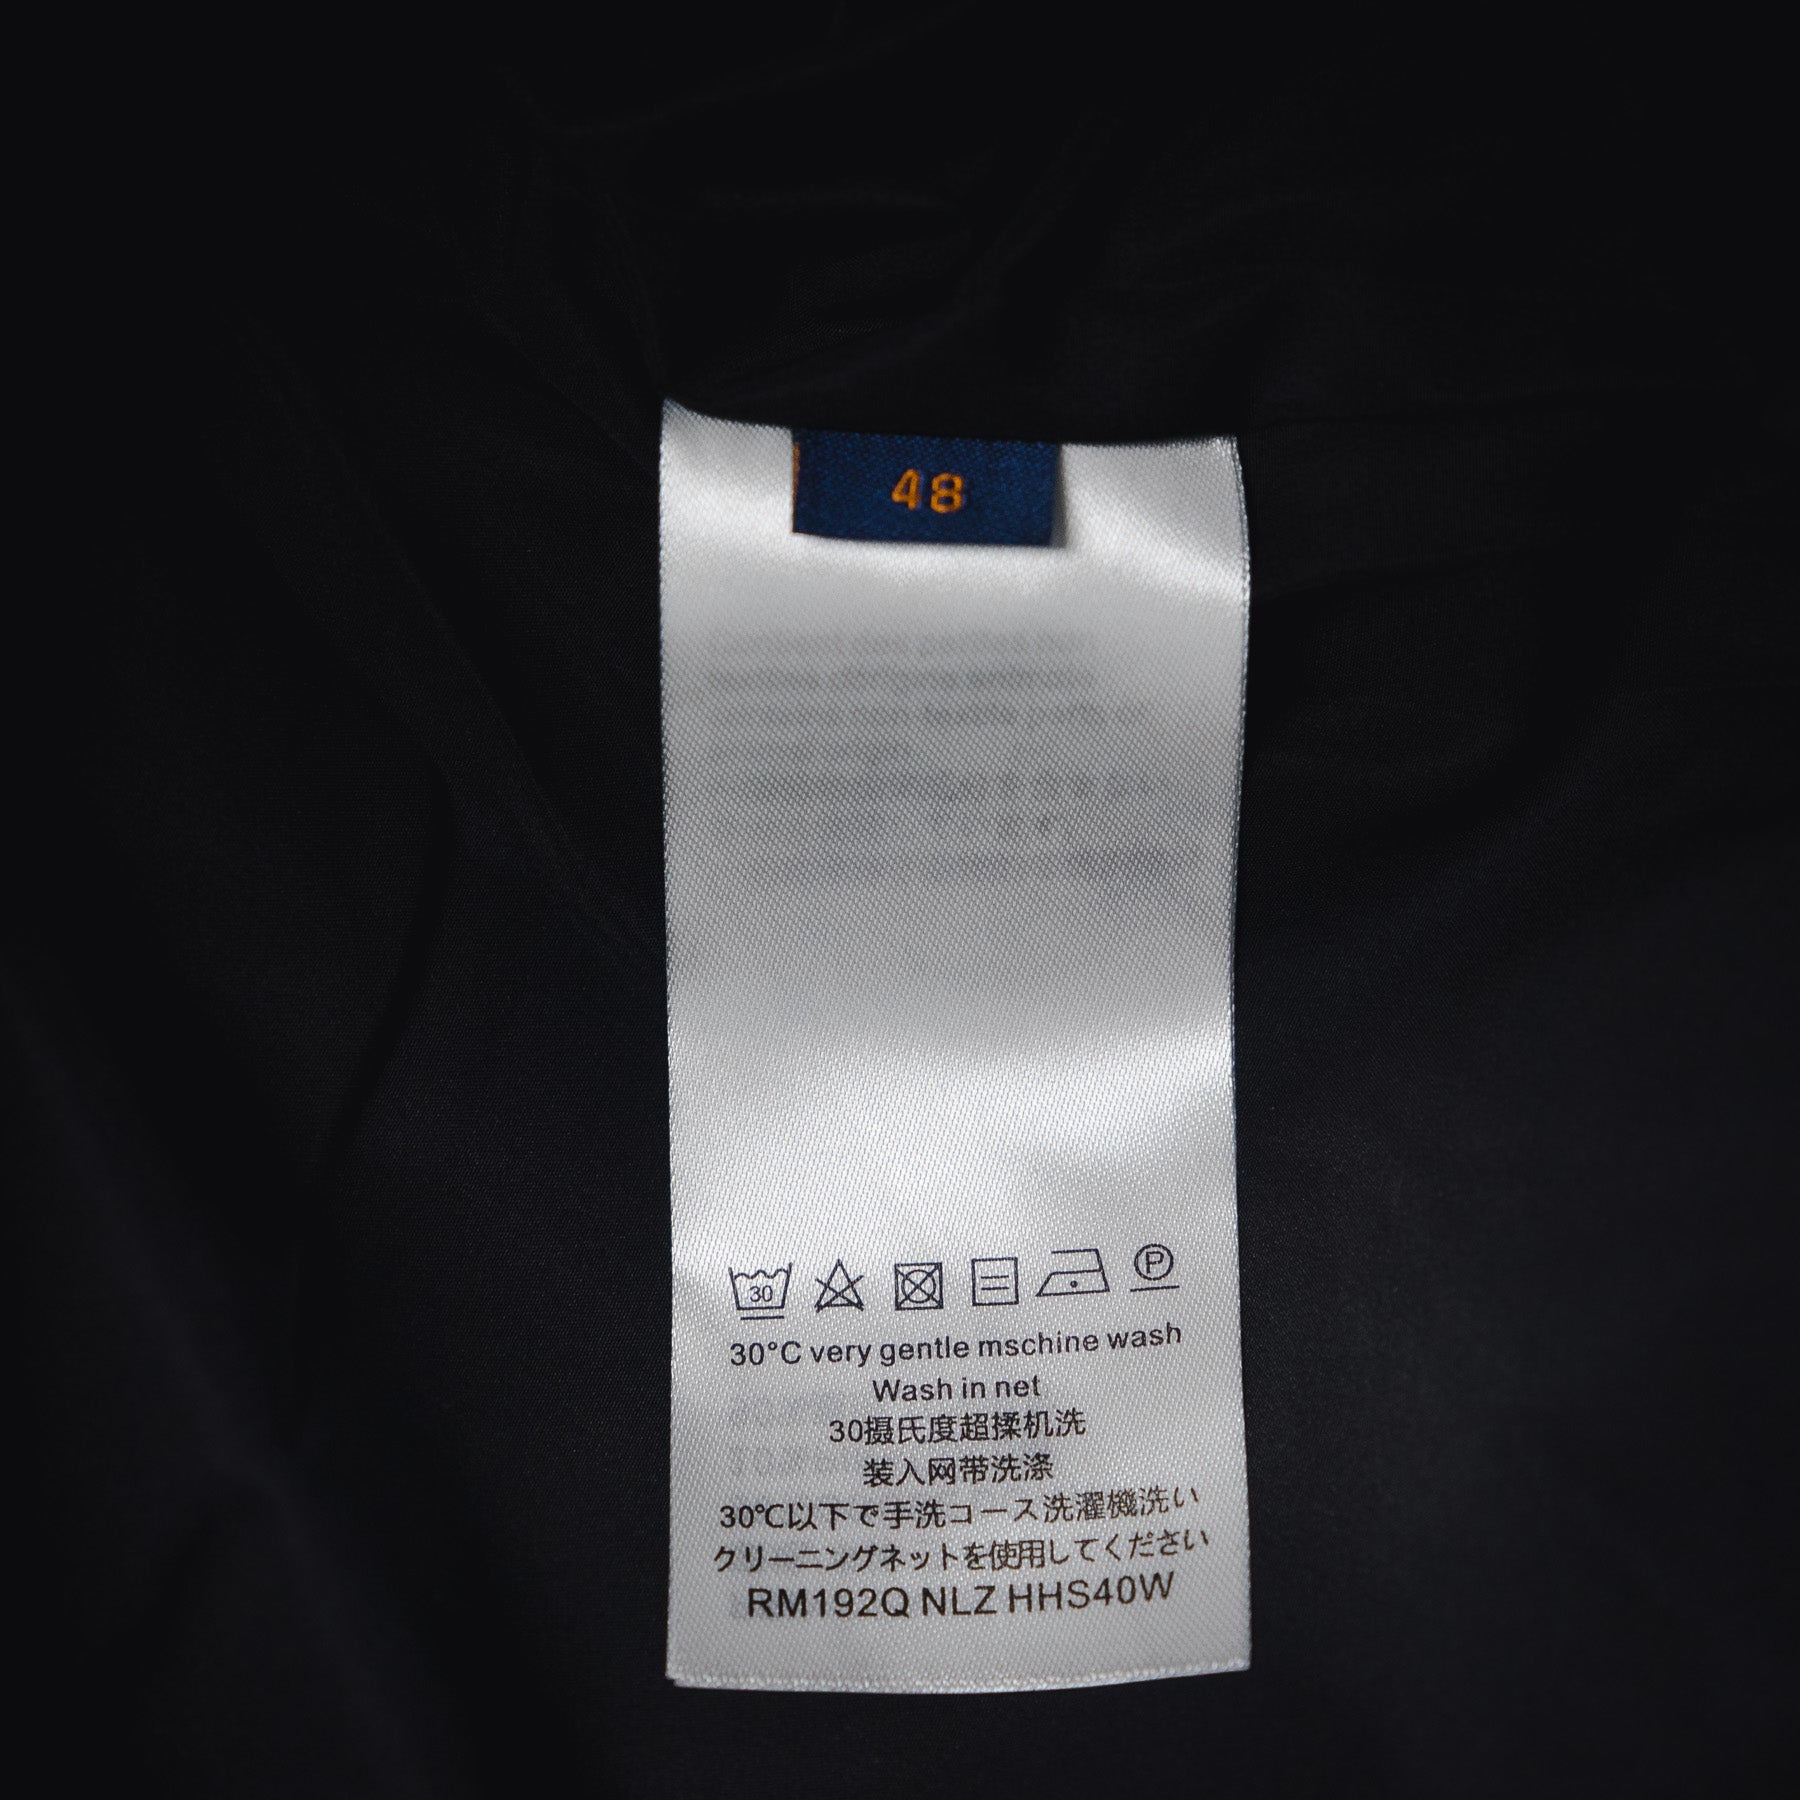 48
30
P
30°C very gentle mschine wash
Wash in net
30摄氏度超揉机洗
装入网带洗涤
30℃以下で手洗コース洗濯機洗い
クリーニングネットを使用してください
RM192Q NLZ HHS40W